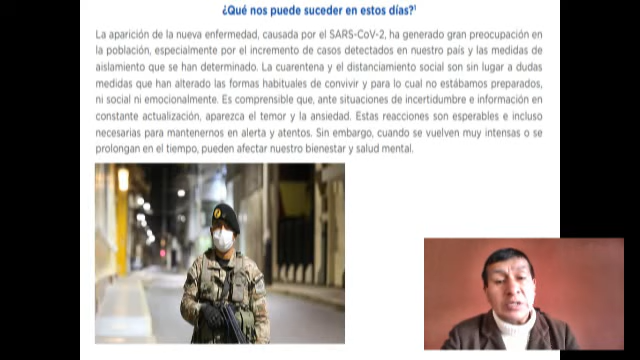 ¿Qué nos puede suceder en estos días?¹
La aparición de la nueva enfermedad, causada por el SARS-CoV-2, ha generado gran preocupación en
la población, especialmente por el incremento de casos detectados en nuestro país y las medidas de
aislamiento que se han determinado. La cuarentena y el distanciamiento social son sin lugar a dudas
medidas que han alterado las formas habituales de convivir y para lo cual no estábamos preparados,
ni social ni emocionalmente. Es comprensible que, ante situaciones de incertidumbre e información en
constante actualización, aparezca el temor y la ansiedad. Estas reacciones son esperables e incluso
necesarias para mantenernos en alerta y atentos. Sin embargo, cuando se vuelven muy intensas o se
prolongan en el tiempo, pueden afectar nuestro bienestar y salud mental.